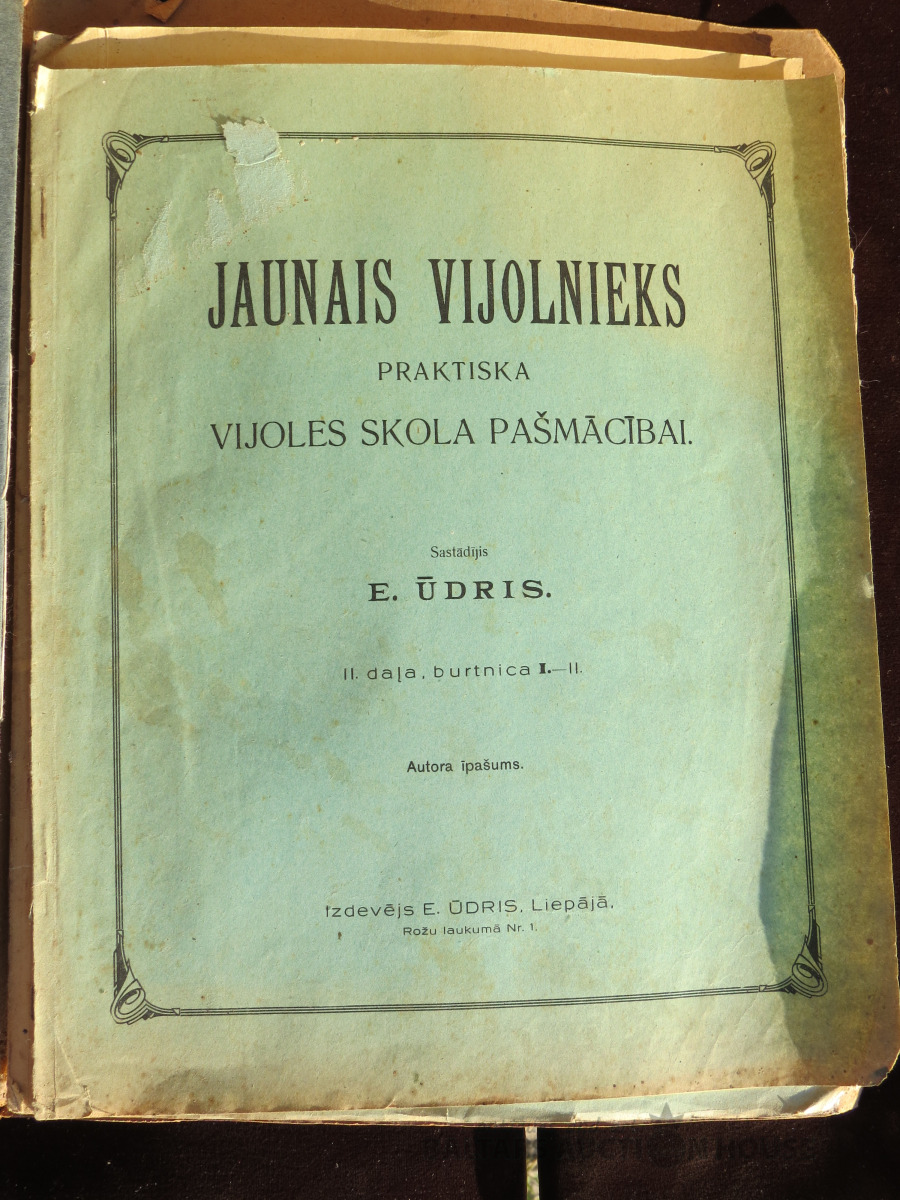 JAUNAIS VIJOLNIEKS
PRAKTISKA
VIJOLES SKOLA PAŠMĀCĪBAI.
Sastādījis
E. ŪDRIS.
II. daļa, burtnica I.—II.
Autora īpašums.
Izdevējs E. ŪDRIS, Liepājā,
Rožu laukumā Nr. 1.